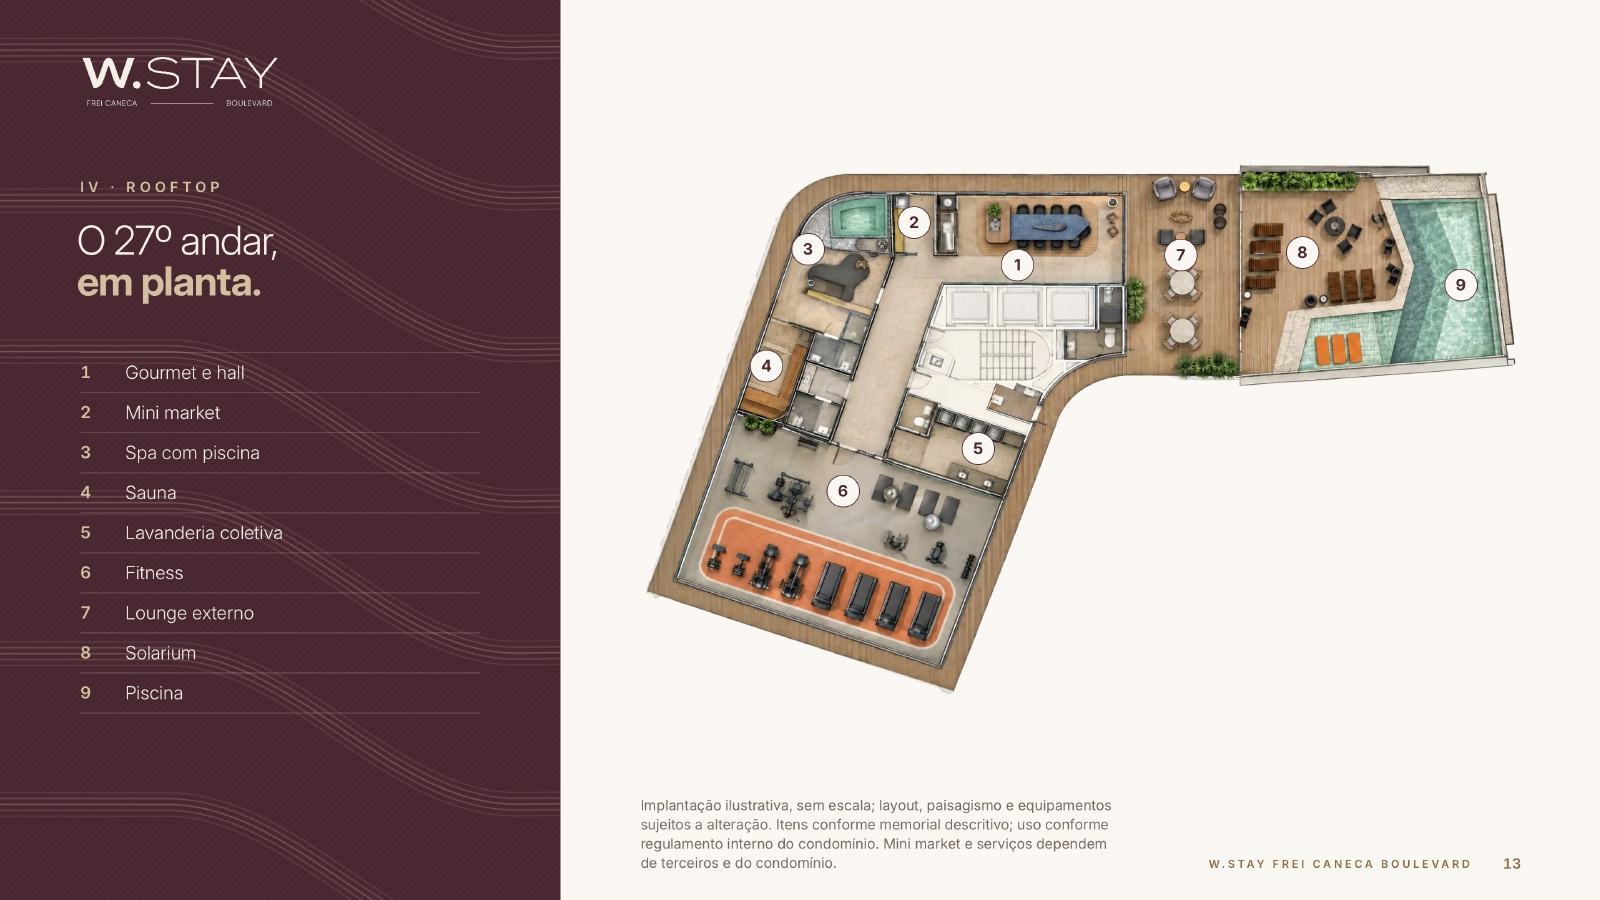 W.STAY
FREI CANECA BOULEVARD
IV · ROOFTOP
O 27º andar,
em planta.
1 Gourmet e hall
2 Mini market
3 Spa com piscina
4 Sauna
5 Lavanderia coletiva
6 Fitness
7 Lounge externo
8 Solarium
9 Piscina
1
2
3
4
5
6
7
8
9
Implantação ilustrativa, sem escala; layout, paisagismo e equipamentos
sujeitos a alteração. Itens conforme memorial descritivo; uso conforme
regulamento interno do condomínio. Mini market e serviços dependem
de terceiros e do condomínio.
W.STAY FREI CANECA BOULEVARD 13